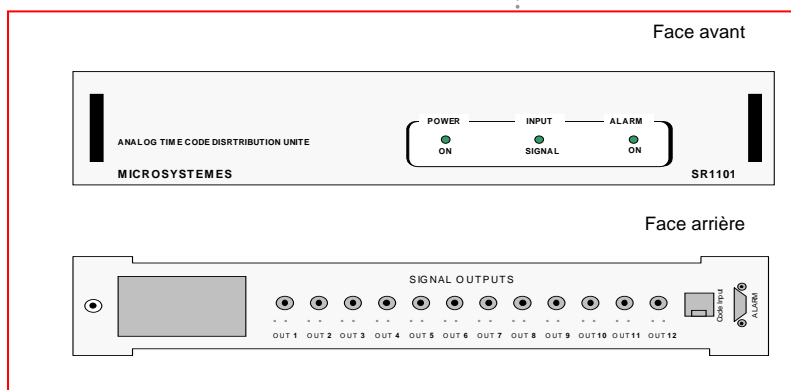 Face avant
POWER INPUT ALARM
ANALOG TIME CODE DISRTRIBUTION UNITE
ON SIGNAL ON
MICROSYSTEMES SR1101
Face arrière
SIGNAL OUTPUTS
Code Input
ALARM
OUT 1 OUT 2 OUT 3 OUT 4 OUT 5 OUT 6 OUT 7 OUT 8 OUT 9 OUT 10 OUT 11 OUT 12